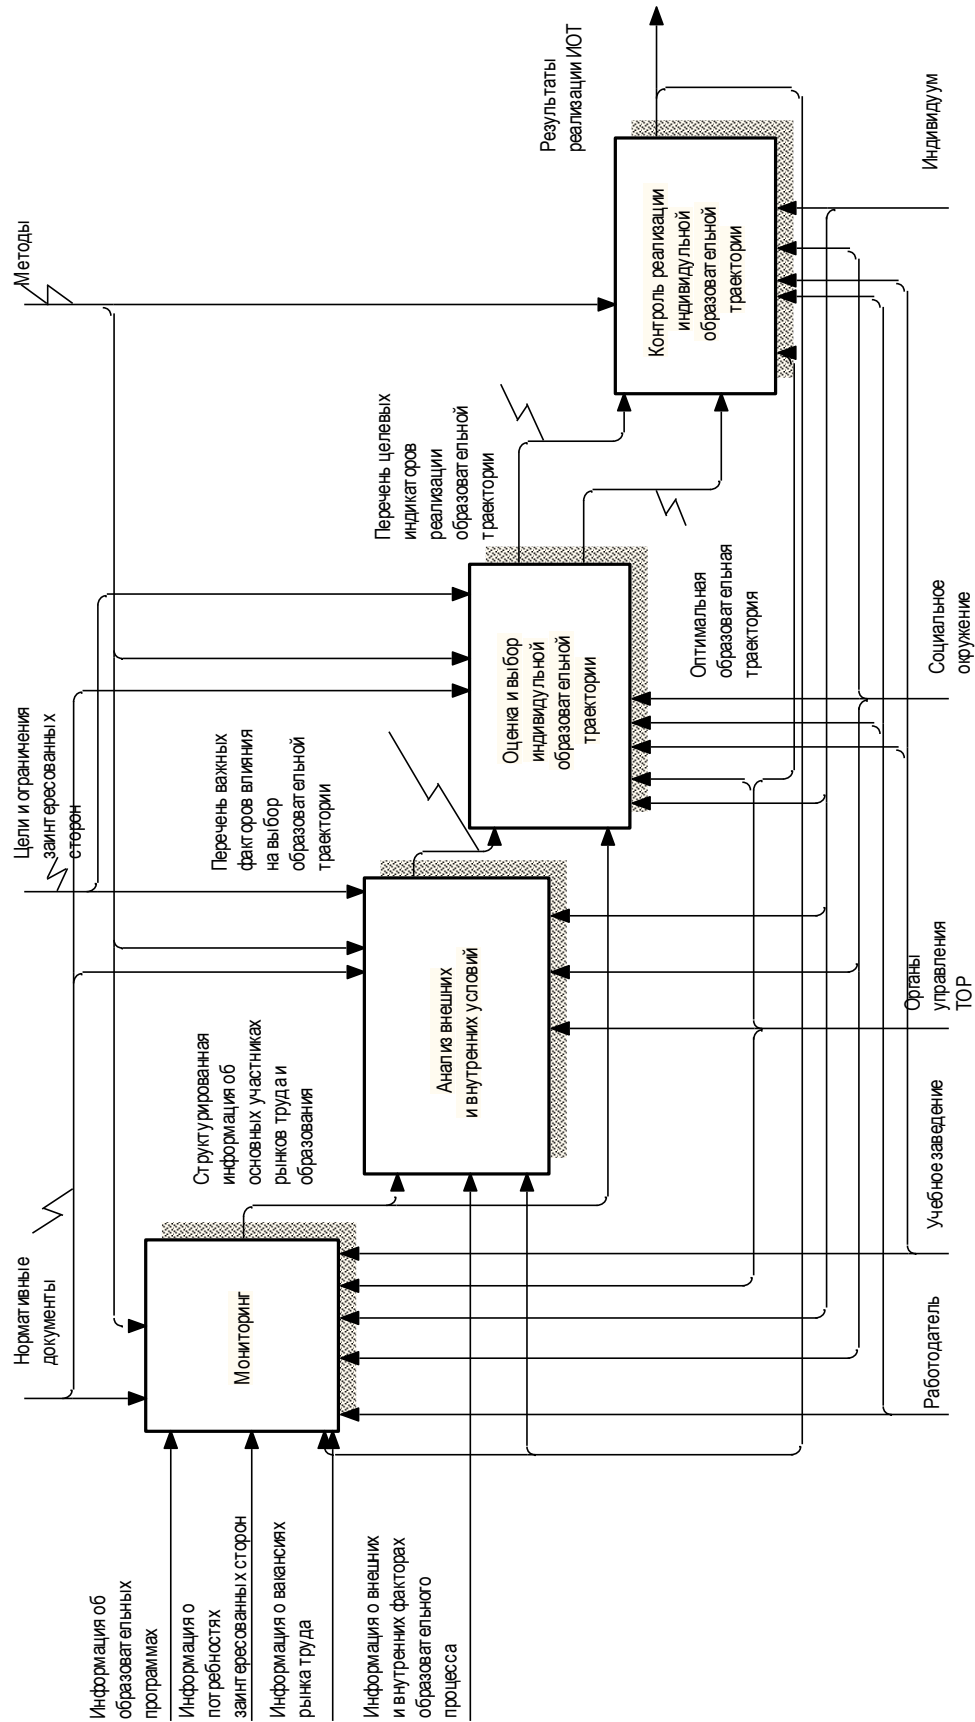 Нормативные
документы
Цели и ограничения
заинтересованных
сторон
Методы
Информация об
образовательных
программах
Информация о
потребностях
заинтересованных сторон
Информация о вакансиях
рынка труда
Информация о внешних
и внутренних факторах
образовательного
процесса
Мониторинг
Структурированная
информация об
основных участниках
рынков труда и
образования
Анализ внешних
и внутренних условий
Перечень важных
факторов влияния
на выбор
образовательной
траектории
Оценка и выбор
индивидульной
образовательной
траектории
Перечень целевых
индикаторов
реализации
образовательной
траектории
Оптимальная
образовательная
траектория
Контроль реализации
индивидульной
образовательной
траектории
Результаты
реализации ИОТ
Работодатель
Учебное заведение
Органы
управления
ТОР
Социальное
окружение
Индивидуум